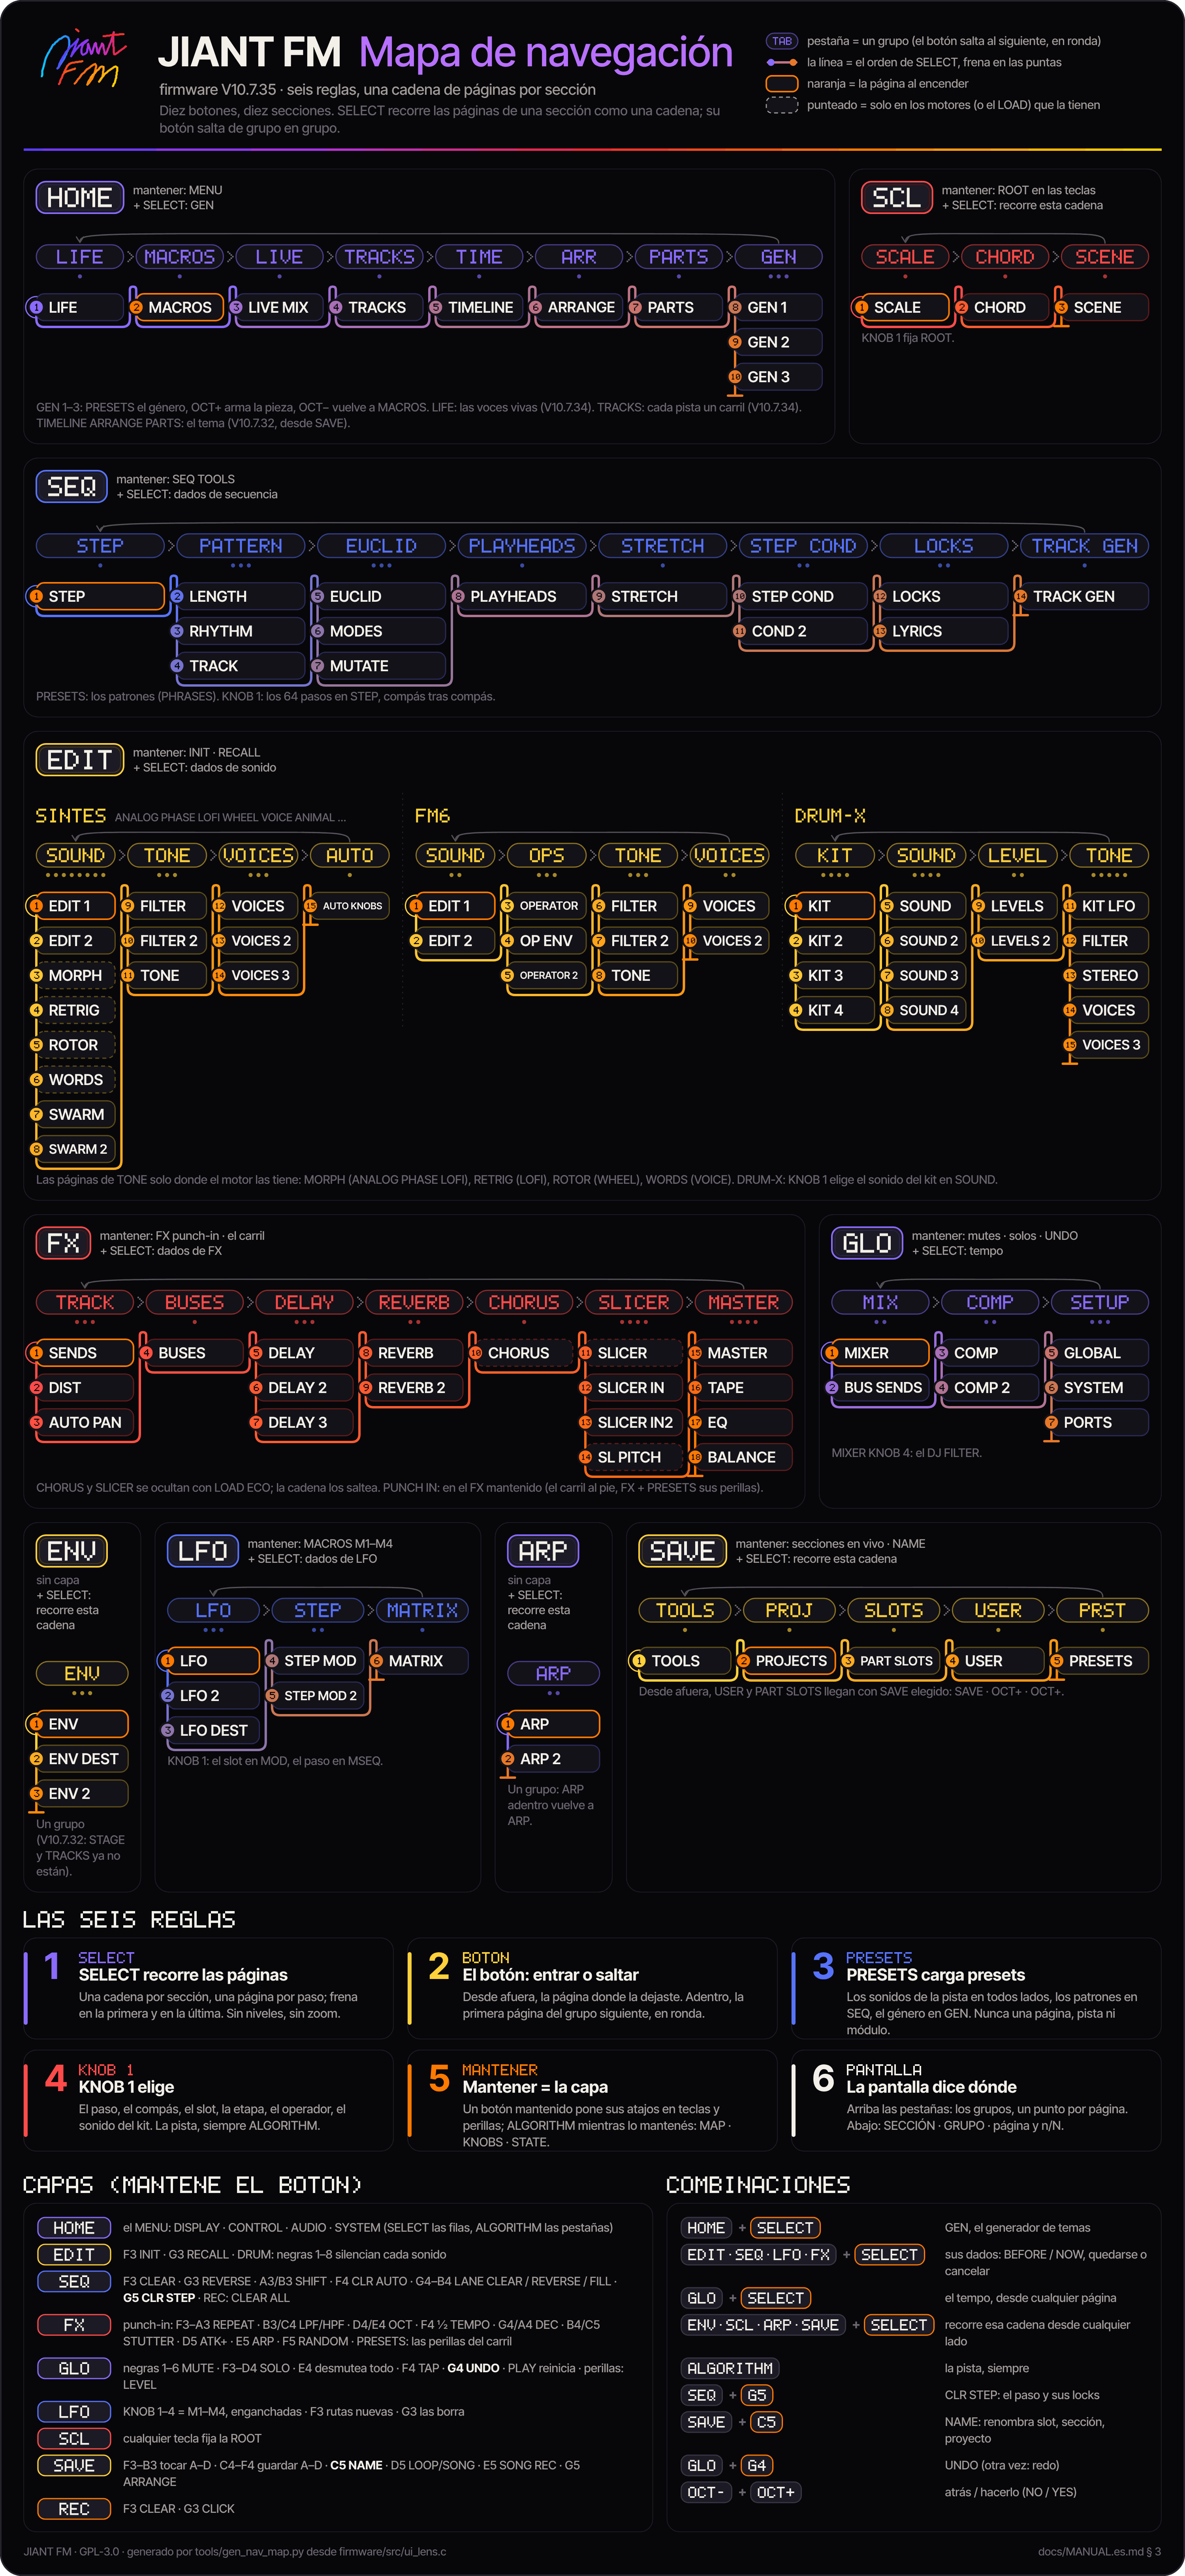 jiant Fm
JIANT FM Mapa de navegación
firmware V10.7.35 · seis reglas, una cadena de páginas por sección
Diez botones, diez secciones. SELECT recorre las páginas de una sección como una cadena; su
botón salta de grupo en grupo.
TAB pestaña = un grupo (el botón salta al siguiente, en ronda)
la línea = el orden de SELECT, frena en las puntas
naranja = la página al encender
punteado = solo en los motores (o el LOAD) que la tienen
HOME
mantener: MENU
+ SELECT: GEN
LIFE > MACROS > LIVE > TRACKS > TIME > ARR > PARTS > GEN
1 LIFE 2 MACROS 3 LIVE MIX 4 TRACKS 5 TIMELINE 6 ARRANGE 7 PARTS 8 GEN 1
9 GEN 2
10 GEN 3
GEN 1–3: PRESETS el género, OCT+ arma la pieza, OCT− vuelve a MACROS. LIFE: las voces vivas (V10.7.34). TRACKS: cada pista un carril (V10.7.34).
TIMELINE ARRANGE PARTS: el tema (V10.7.32, desde SAVE).
SCL
mantener: ROOT en las teclas
+ SELECT: recorre esta cadena
SCALE > CHORD > SCENE
1 SCALE 2 CHORD 3 SCENE
KNOB 1 fija ROOT.
SEQ
mantener: SEQ TOOLS
+ SELECT: dados de secuencia
STEP > PATTERN > EUCLID > PLAYHEADS > STRETCH > STEP COND > LOCKS > TRACK GEN
1 STEP 2 LENGTH 5 EUCLID 8 PLAYHEADS 9 STRETCH 10 STEP COND 12 LOCKS 14 TRACK GEN
3 RHYTHM 6 MODES 11 COND 2 13 LYRICS
4 TRACK 7 MUTATE
PRESETS: los patrones (PHRASES). KNOB 1: los 64 pasos en STEP, compás tras compás.
EDIT
mantener: INIT · RECALL
+ SELECT: dados de sonido
SINTES ANALOG PHASE LOFI WHEEL VOICE ANIMAL ...
SOUND > TONE > VOICES > AUTO
1 EDIT 1 9 FILTER 12 VOICES 15 AUTO KNOBS
2 EDIT 2 10 FILTER 2 13 VOICES 2
3 MORPH 11 TONE 14 VOICES 3
4 RETRIG
5 ROTOR
6 WORDS
7 SWARM
8 SWARM 2
FM6
SOUND > OPS > TONE > VOICES
1 EDIT 1 3 OPERATOR 6 FILTER 9 VOICES
2 EDIT 2 4 OP ENV 7 FILTER 2 10 VOICES 2
5 OPERATOR 2 8 TONE
DRUM-X
KIT > SOUND > LEVEL > TONE
1 KIT 5 SOUND 9 LEVELS 11 KIT LFO
2 KIT 2 6 SOUND 2 10 LEVELS 2 12 FILTER
3 KIT 3 7 SOUND 3 13 STEREO
4 KIT 4 8 SOUND 4 14 VOICES
15 VOICES 3
Las páginas de TONE solo donde el motor las tiene: MORPH (ANALOG PHASE LOFI), RETRIG (LOFI), ROTOR (WHEEL), WORDS (VOICE). DRUM-X: KNOB 1 elige el sonido del kit en SOUND.
FX
mantener: FX punch-in · el carril
+ SELECT: dados de FX
TRACK > BUSES > DELAY > REVERB > CHORUS > SLICER > MASTER
1 SENDS 4 BUSES 5 DELAY 8 REVERB 10 CHORUS 11 SLICER 15 MASTER
2 DIST 6 DELAY 2 9 REVERB 2 12 SLICER IN 16 TAPE
3 AUTO PAN 7 DELAY 3 13 SLICER IN2 17 EQ
14 SL PITCH 18 BALANCE
CHORUS y SLICER se ocultan con LOAD ECO; la cadena los saltea. PUNCH IN: en el FX mantenido (el carril al pie, FX + PRESETS sus perillas).
GLO
mantener: mutes · solos · UNDO
+ SELECT: tempo
MIX > COMP > SETUP
1 MIXER 3 COMP 5 GLOBAL
2 BUS SENDS 4 COMP 2 6 SYSTEM
7 PORTS
MIXER KNOB 4: el DJ FILTER.
ENV
sin capa
+ SELECT:
recorre esta
cadena
ENV
1 ENV
2 ENV DEST
3 ENV 2
Un grupo
(V10.7.32: STAGE
y TRACKS ya no
están).
LFO
mantener: MACROS M1–M4
+ SELECT: dados de LFO
LFO > STEP > MATRIX
1 LFO 4 STEP MOD 6 MATRIX
2 LFO 2 5 STEP MOD 2
3 LFO DEST
KNOB 1: el slot en MOD, el paso en MSEQ.
ARP
sin capa
+ SELECT:
recorre esta
cadena
ARP
1 ARP
2 ARP 2
Un grupo: ARP
adentro vuelve a
ARP.
SAVE
mantener: secciones en vivo · NAME
+ SELECT: recorre esta cadena
TOOLS > PROJ > SLOTS > USER > PRST
1 TOOLS 2 PROJECTS 3 PART SLOTS 4 USER 5 PRESETS
Desde afuera, USER y PART SLOTS llegan con SAVE elegido: SAVE · OCT+ · OCT+.
LAS SEIS REGLAS
1 SELECT
SELECT recorre las páginas
Una cadena por sección, una página por paso; frena
en la primera y en la última. Sin niveles, sin zoom.
2 BOTON
El botón: entrar o saltar
Desde afuera, la página donde la dejaste. Adentro, la
primera página del grupo siguiente, en ronda.
3 PRESETS
PRESETS carga presets
Los sonidos de la pista en todos lados, los patrones en
SEQ, el género en GEN. Nunca una página, pista ni
módulo.
4 KNOB 1
KNOB 1 elige
El paso, el compás, el slot, la etapa, el operador, el
sonido del kit. La pista, siempre ALGORITHM.
5 MANTENER
Mantener = la capa
Un botón mantenido pone sus atajos en teclas y
perillas; ALGORITHM mientras lo mantenés: MAP ·
KNOBS · STATE.
6 PANTALLA
La pantalla dice dónde
Arriba las pestañas: los grupos, un punto por página.
Abajo: SECCIÓN · GRUPO · página y n/N.
CAPAS (MANTENE EL BOTON)
HOME el MENU: DISPLAY · CONTROL · AUDIO · SYSTEM (SELECT las filas, ALGORITHM las pestañas)
EDIT F3 INIT · G3 RECALL · DRUM: negras 1–8 silencian cada sonido
SEQ F3 CLEAR · G3 REVERSE · A3/B3 SHIFT · F4 CLR AUTO · G4–B4 LANE CLEAR / REVERSE / FILL ·
G5 CLR STEP · REC: CLEAR ALL
FX punch-in: F3–A3 REPEAT · B3/C4 LPF/HPF · D4/E4 OCT · F4 ½ TEMPO · G4/A4 DEC · B4/C5
STUTTER · D5 ATK+ · E5 ARP · F5 RANDOM · PRESETS: las perillas del carril
GLO negras 1–6 MUTE · F3–D4 SOLO · E4 desmutea todo · F4 TAP · G4 UNDO · PLAY reinicia · perillas:
LEVEL
LFO KNOB 1–4 = M1–M4, enganchadas · F3 rutas nuevas · G3 las borra
SCL cualquier tecla fija la ROOT
SAVE F3–B3 tocar A–D · C4–F4 guardar A–D · C5 NAME · D5 LOOP/SONG · E5 SONG REC · G5
ARRANGE
REC F3 CLEAR · G3 CLICK
COMBINACIONES
HOME + SELECT GEN, el generador de temas
EDIT·SEQ·LFO·FX + SELECT sus dados: BEFORE / NOW, quedarse o
cancelar
GLO + SELECT el tempo, desde cualquier página
ENV·SCL·ARP·SAVE + SELECT recorre esa cadena desde cualquier
lado
ALGORITHM la pista, siempre
SEQ + G5 CLR STEP: el paso y sus locks
SAVE + C5 NAME: renombra slot, sección,
proyecto
GLO + G4 UNDO (otra vez: redo)
OCT- + OCT+ atrás / hacerlo (NO / YES)
JIANT FM · GPL-3.0 · generado por tools/gen_nav_map.py desde firmware/src/ui_lens.c
docs/MANUAL.es.md § 3